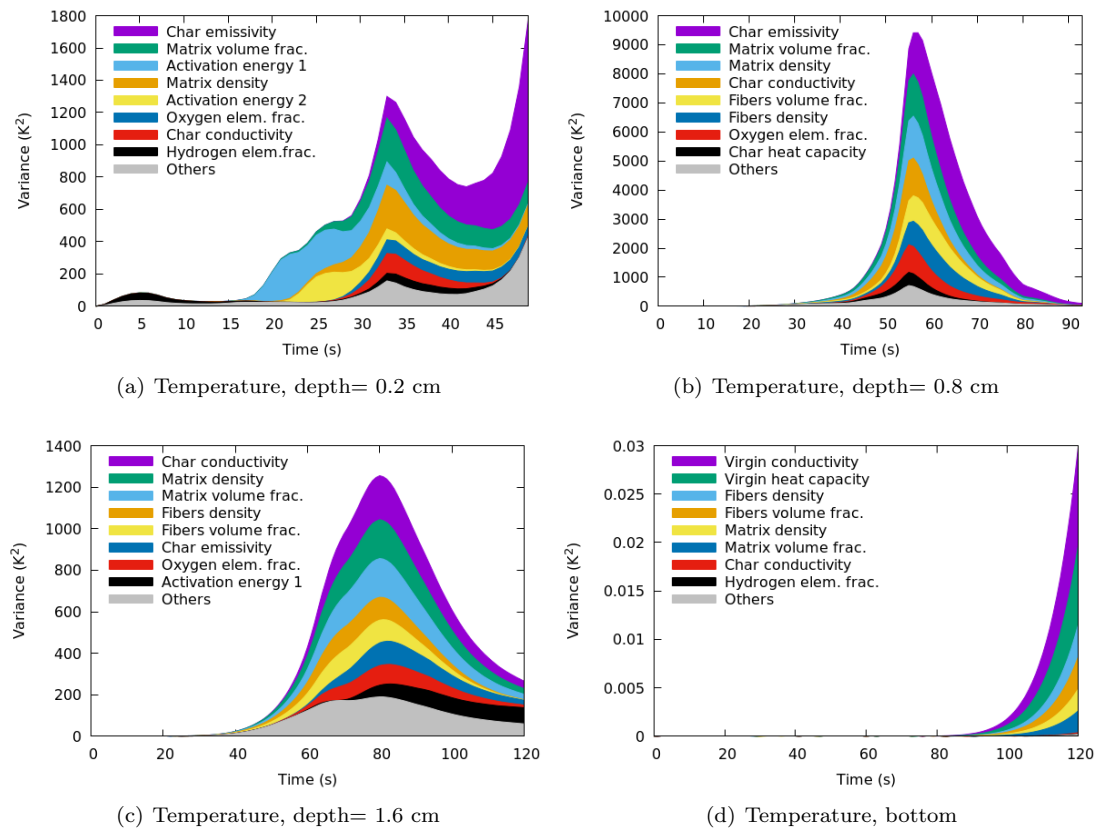 1800
1600
1400
1200
1000
800
600
400
200
0
Variance (K²)
Char emissivity
Matrix volume frac.
Activation energy 1
Matrix density
Activation energy 2
Oxygen elem. frac.
Char conductivity
Hydrogen elem.frac.
Others
0 5 10 15 20 25 30 35 40 45
Time (s)
(a) Temperature, depth= 0.2 cm
10000
9000
8000
7000
6000
5000
4000
3000
2000
1000
0
Variance (K²)
Char emissivity
Matrix volume frac.
Matrix density
Char conductivity
Fibers volume frac.
Fibers density
Oxygen elem. frac.
Char heat capacity
Others
0 10 20 30 40 50 60 70 80 90
Time (s)
(b) Temperature, depth= 0.8 cm
1400
1200
1000
800
600
400
200
0
Variance (K²)
Char conductivity
Matrix density
Matrix volume frac.
Fibers density
Fibers volume frac.
Char emissivity
Oxygen elem. frac.
Activation energy 1
Others
0 20 40 60 80 100 120
Time (s)
(c) Temperature, depth= 1.6 cm
0.03
0.025
0.02
0.015
0.01
0.005
0
Variance (K²)
Virgin conductivity
Virgin heat capacity
Fibers density
Fibers volume frac.
Matrix density
Matrix volume frac.
Char conductivity
Hydrogen elem. frac.
Others
0 20 40 60 80 100 120
Time (s)
(d) Temperature, bottom